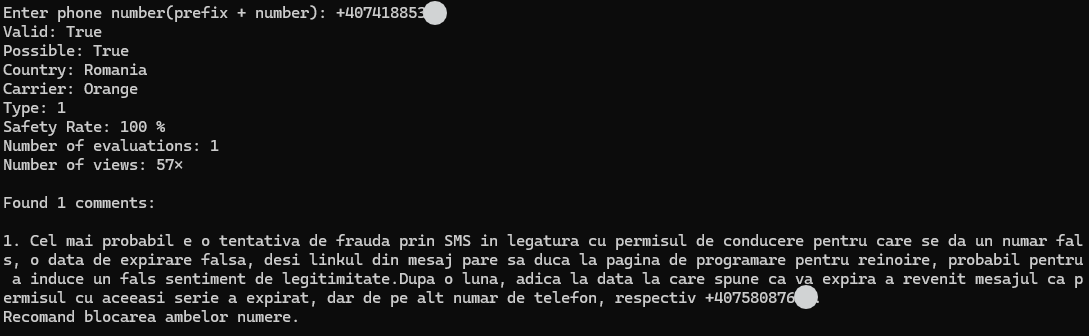 Enter phone number(prefix + number): +407418853
Valid: True
Possible: True
Country: Romania
Carrier: Orange
Type: 1
Safety Rate: 100 %
Number of evaluations: 1
Number of views: 57×
Found 1 comments:
1. Cel mai probabil e o tentativa de frauda prin SMS in legatura cu permisul de conducere pentru care se da un numar fal
s, o data de expirare falsa, desi linkul din mesaj pare sa duca la pagina de programare pentru reinoire, probabil pentru
a induce un fals sentiment de legitimitate.Dupa o luna, adica la data la care spune ca va expira a revenit mesajul ca p
ermisul cu aceeasi serie a expirat, dar de pe alt numar de telefon, respectiv +407580876
Recomand blocarea ambelor numere.